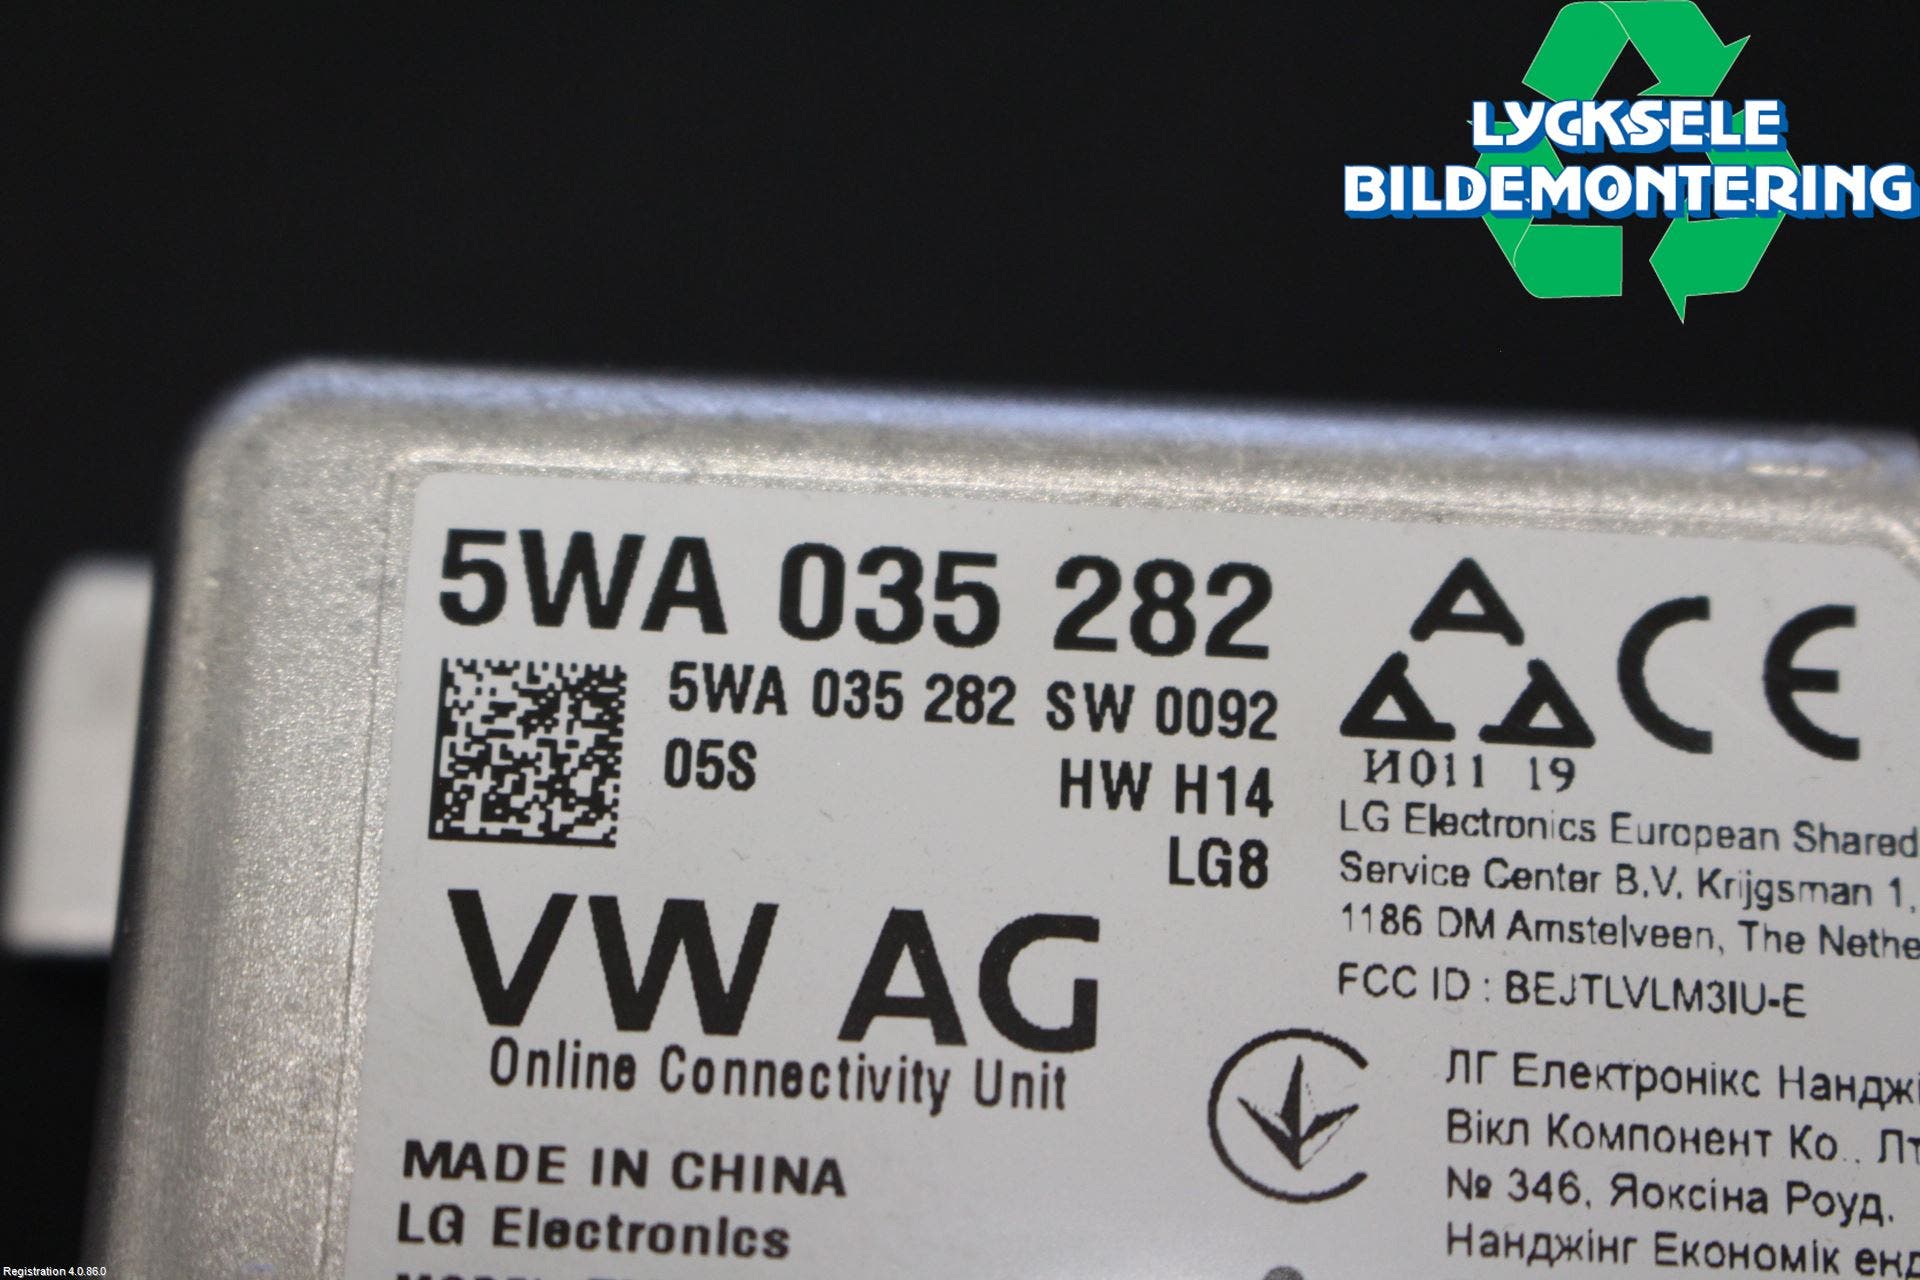 LYCKSELE
BILDEMONTERING
5WA 035 282
5WA 035 282 SW 0092
05S HW H14
LG8
VW AG
Online Connectivity Unit
MADE IN CHINA
LG Electronics
CE
И011 19
LG Electronics European Shared
Service Center B.V. Krijgsman 1,
1186 DM Amstelveen, The Nethe
FCC ID : BEJTLVLM3IU-E
ЛГ Електронікс Нанджі
Вікл Компонент Ко., Лт
№ 346, Яоксіна Роуд,
Нанджінг Економік енд
Registration 4.0.86.0